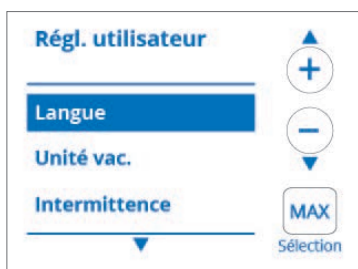 Régl. utilisateur
Langue
Unité vac.
Intermittence
+
−
MAX
Sélection